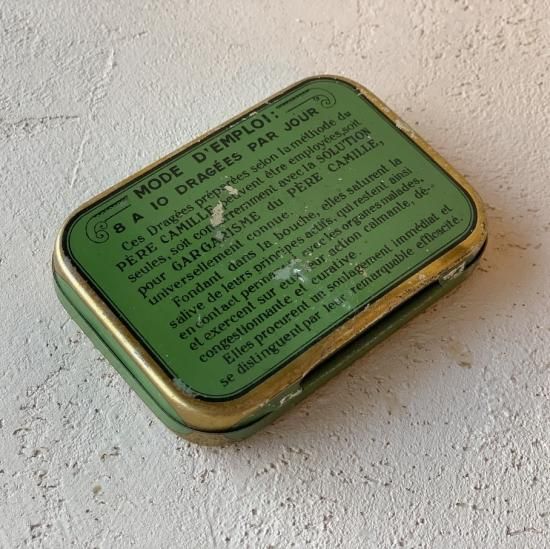 MODE D'EMPLOI:
8 A 10 DRAGÉES PAR JOUR
Ces Dragées préparées selon la méthode du
PÈRE CAMILLE, peuvent être employées, soit
seules, soit concurremment avec la SOLUTION
pour GARGARISME du PÈRE CAMILLE,
universellement connue.
Fondant dans la bouche, elles saturent la
salive de leurs principes actifs, qui restent ainsi
en contact permanent avec les organes malades,
et exercent sur eux leur action calmante, dé-
congestionnante et curative.
Elles procurent un soulagement immédiat et
se distinguent par leur remarquable efficacité.